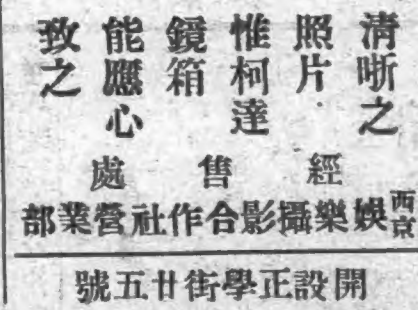 清晰之
照片
惟柯達
鏡箱
能應心
致之
經售處
西京娛樂攝影合作社營業部
開設正學街廿五號